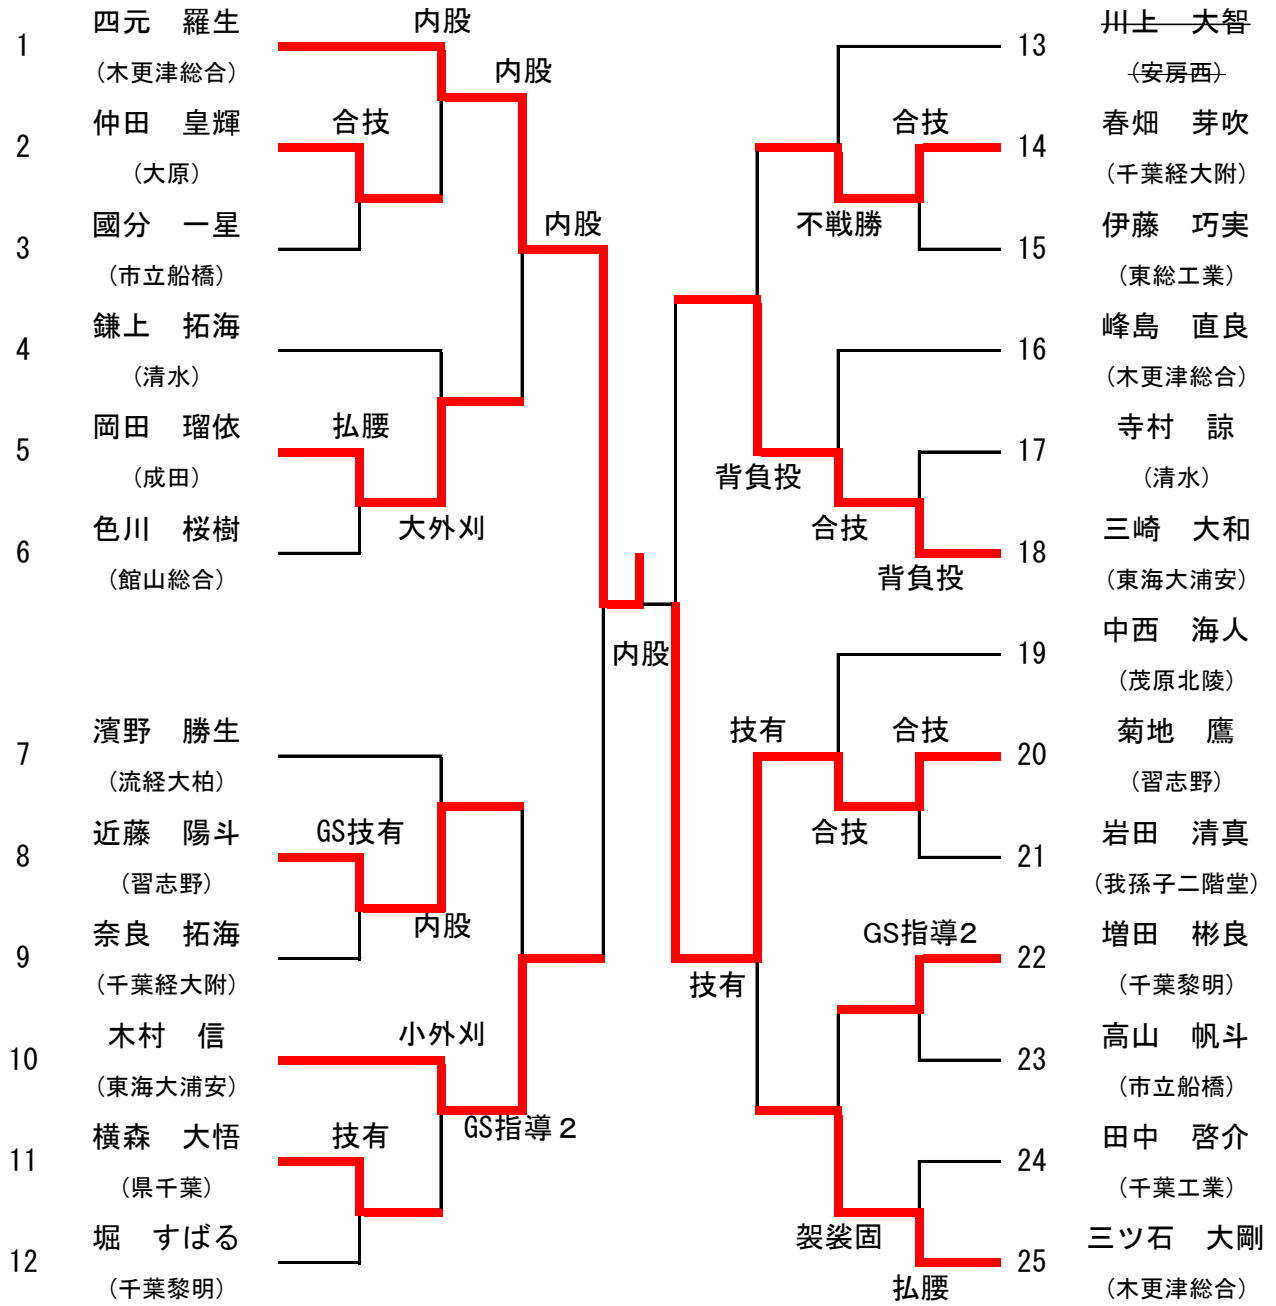 1
四元　羅生
（木更津総合）
2
仲田　皇輝
（大原）
3
國分　一星
（市立船橋）
4
鎌上　拓海
（清水）
5
岡田　瑠依
（成田）
6
色川　桜樹
（館山総合）
7
濱野　勝生
（流経大柏）
8
近藤　陽斗
（習志野）
9
奈良　拓海
（千葉経大附）
10
木村　信
（東海大浦安）
11
横森　大悟
（県千葉）
12
堀　すばる
（千葉黎明）
内股
内股
合技
内股
払腰
大外刈
GS技有
内股
小外刈
GS指導２
技有
内股
合技
不戦勝
背負投
合技
背負投
技有
合技
合技
GS指導2
技有
袈裟固
払腰
13
川上　大智
（安房西）
14
春畑　芽吹
（千葉経大附）
15
伊藤　巧実
（東総工業）
16
峰島　直良
（木更津総合）
17
寺村　諒
（清水）
18
三崎　大和
（東海大浦安）
19
中西　海人
（茂原北陵）
20
菊地　鷹
（習志野）
21
岩田　清真
（我孫子二階堂）
22
増田　彬良
（千葉黎明）
23
高山　帆斗
（市立船橋）
24
田中　啓介
（千葉工業）
25
三ツ石　大剛
（木更津総合）